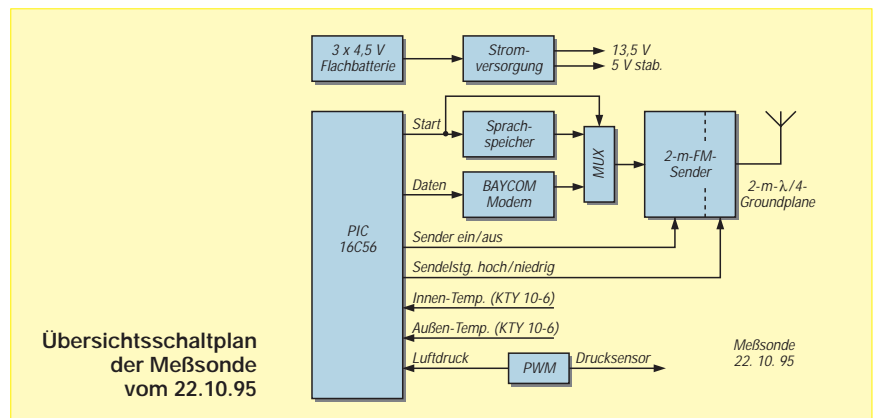 3 x 4,5 V
Flachbatterie
Strom-
versorgung
13,5 V
5 V stab.
PIC
16C56
Start
Sprach-
speicher
MUX
2-m-FM-
Sender
2-m-λ/4-
Groundplane
Daten
BAYCOM
Modem
Sender ein/aus
Sendelstg. hoch/niedrig
Innen-Temp. (KTY 10-6)
Außen-Temp. (KTY 10-6)
Luftdruck
PWM
Drucksensor
Meßsonde
22. 10. 95
Übersichtsschaltplan
der Meßsonde
vom 22.10.95